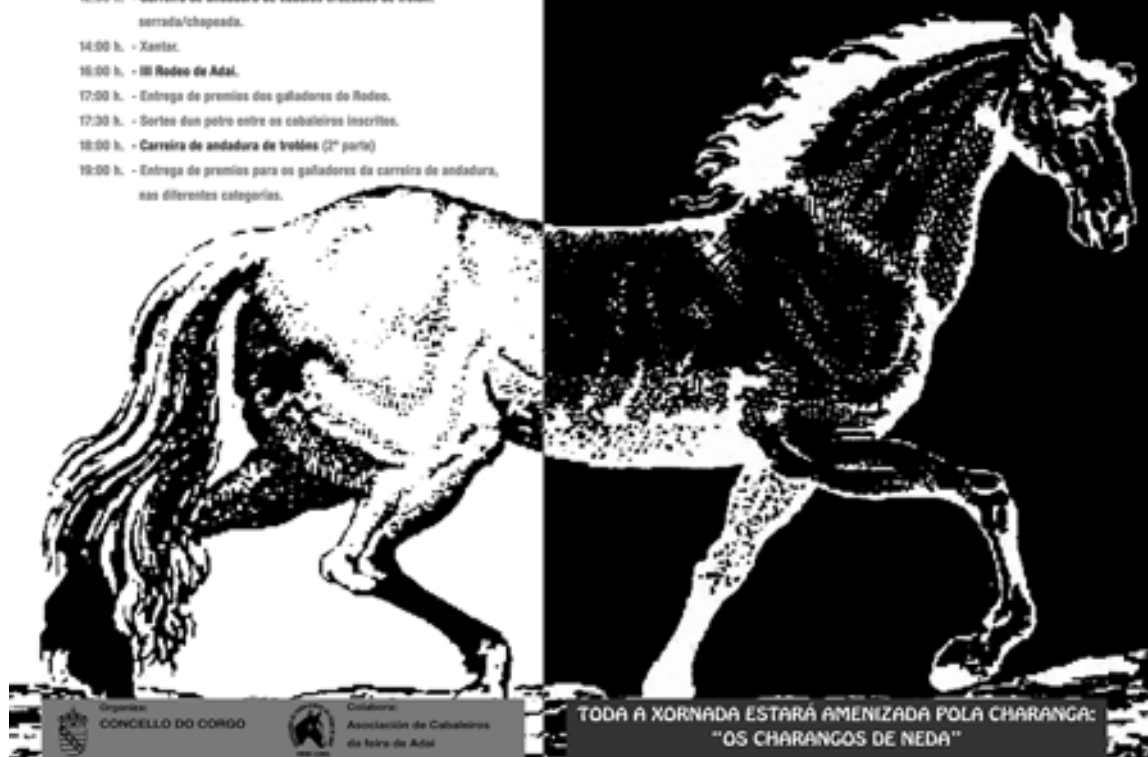 serrada/chapeada.
14:00 h. - Xantar.
16:00 h. - III Rodeo de Adai.
17:00 h. - Entrega de premios dos gañadores do Rodeo.
17:30 h. - Sorteo dun potro entre os cabaleiros inscritos.
18:00 h. - Carreira de andadura de trotóns (2ª parte)
19:00 h. - Entrega de premios para os gañadores da carreira de andadura,
nas diferentes categorias.
Organiza:
CONCELLO DO CORGO
Colabora:
Asociación de Cabaleiros
da feira de Adai
TODA A XORNADA ESTARÁ AMENIZADA POLA CHARANGA:
"OS CHARANGOS DE NEDA"